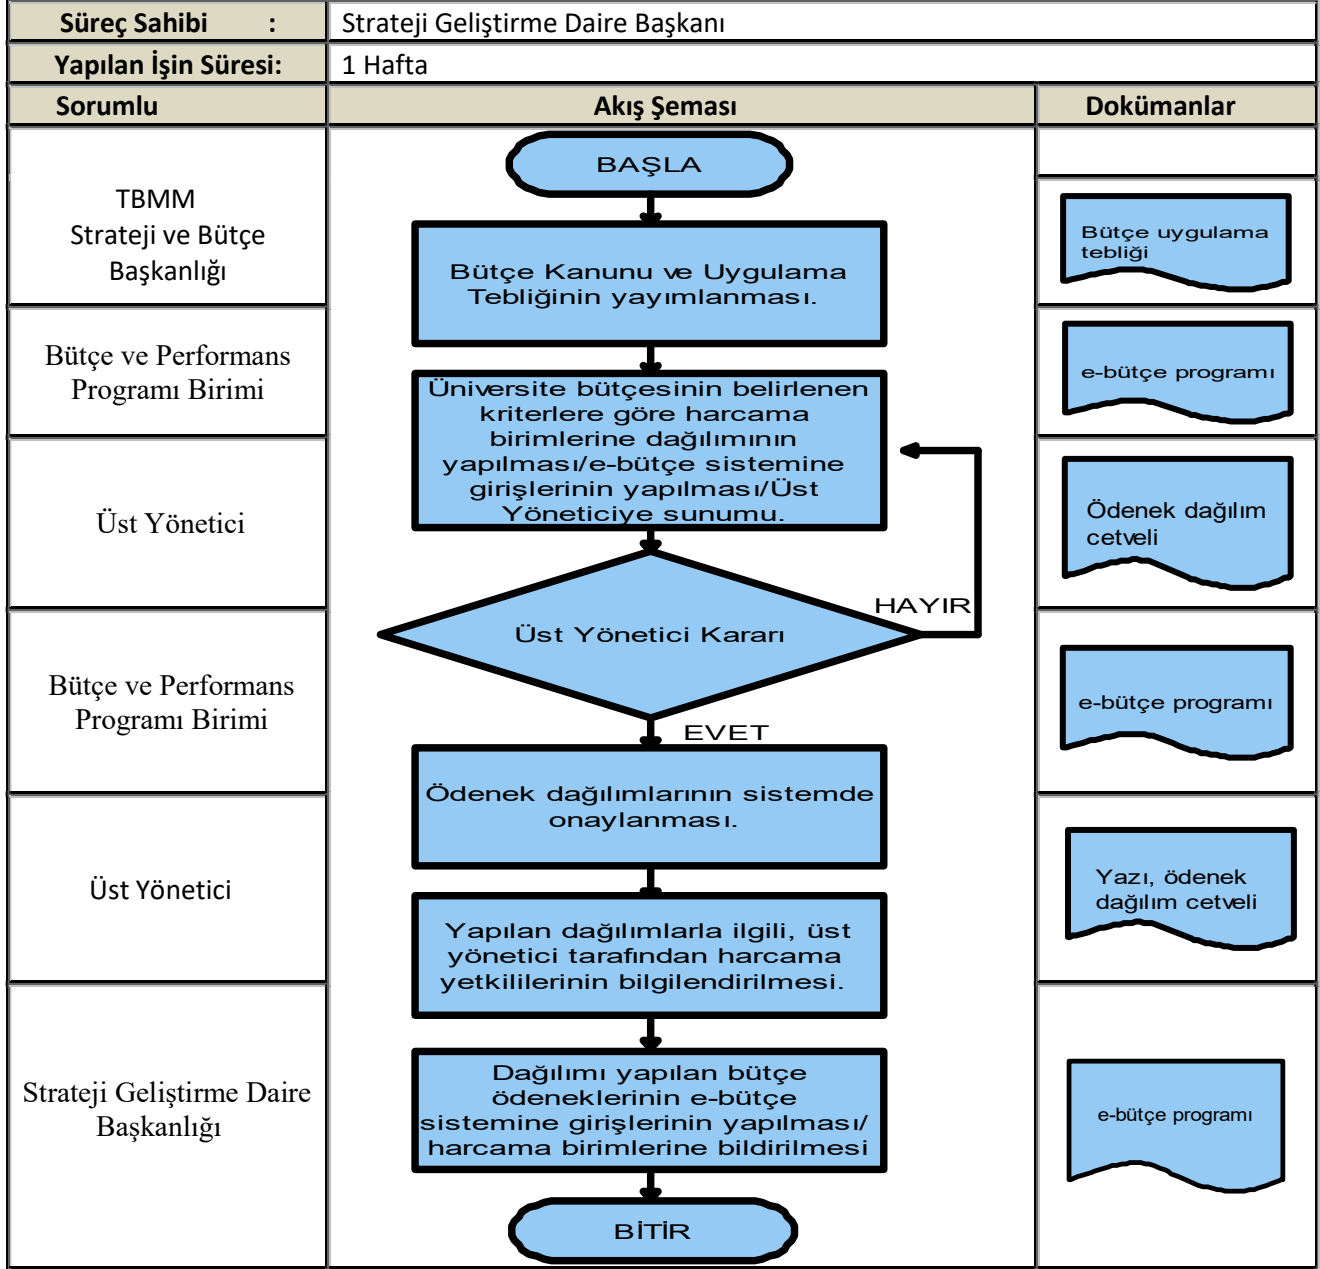 Süreç Sahibi : Strateji Geliştirme Daire Başkanı
Yapılan İşin Süresi: 1 Hafta
Sorumlu Akış Şeması Dokümanlar
BAŞLA
TBMM
Strateji ve Bütçe
Başkanlığı
Bütçe Kanunu ve Uygulama
Tebliğinin yayımlanması.
Bütçe uygulama
tebliği
Bütçe ve Performans
Programı Birimi
Üniversite bütçesinin belirlenen
kriterlere göre harcama
birimlerine dağılımının
yapılması/e-bütçe sistemine
girişlerinin yapılması/Üst
Yöneticiye sunumu.
e-bütçe programı
Üst Yönetici
Üst Yönetici Kararı
HAYIR
EVET
Ödenek dağılım
cetveli
Bütçe ve Performans
Programı Birimi
Ödenek dağılımlarının sistemde
onaylanması.
e-bütçe programı
Üst Yönetici
Yapılan dağılımlarla ilgili, üst
yönetici tarafından harcama
yetkililerinin bilgilendirilmesi.
Yazı, ödenek
dağılım cetveli
Strateji Geliştirme Daire
Başkanlığı
Dağılımı yapılan bütçe
ödeneklerinin e-bütçe
sistemine girişlerinin yapılması/
harcama birimlerine bildirilmesi
e-bütçe programı
BİTİR